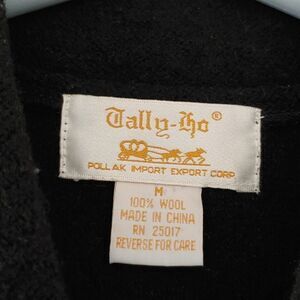 Tally-Ho®
POLLAK IMPORT EXPORT CORP
M
100% WOOL
MADE IN CHINA
RN 25017
REVERSE FOR CARE